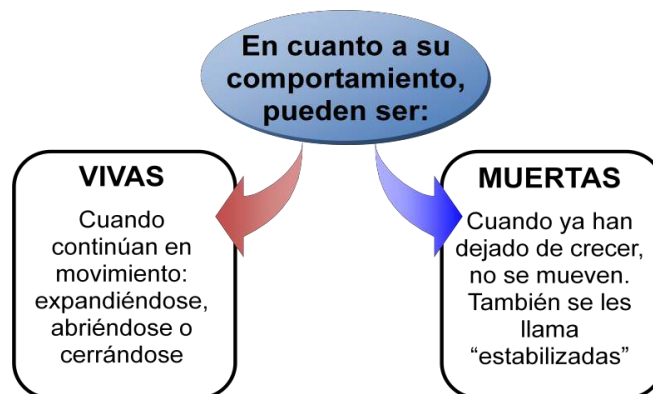 En cuanto a su
comportamiento,
pueden ser:
VIVAS
Cuando
continúan en
movimiento:
expandiéndose,
abriéndose o
cerrándose
MUERTAS
Cuando ya han
dejado de crecer,
no se mueven.
También se les
llama
“estabilizadas”